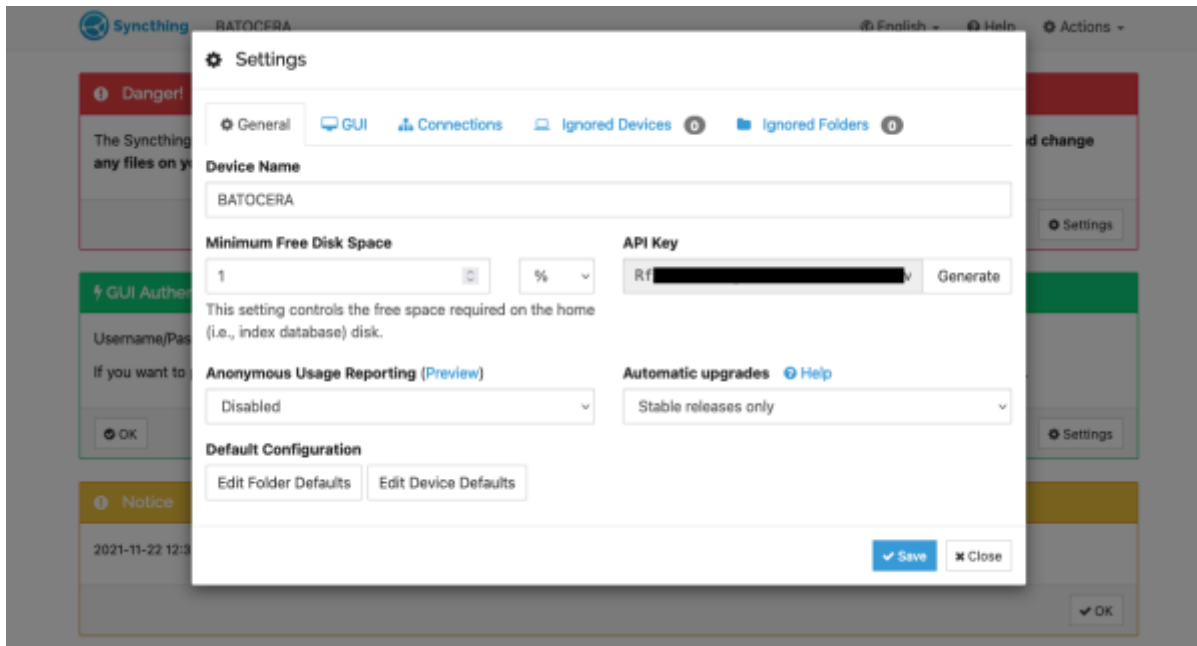 Syncthing BATOCERA English Help Actions
Settings
Danger!
General GUI Connections Ignored Devices 0 Ignored Folders 0
The Syncthing d change
any files on y
Device Name
BATOCERA
Settings
Minimum Free Disk Space API Key
1 % Rf v Generate
GUI Authen
This setting controls the free space required on the home
(i.e., index database) disk.
Username/Pas
If you want to
Anonymous Usage Reporting (Preview) Automatic upgrades Help
Disabled Stable releases only
OK Settings
Default Configuration
Edit Folder Defaults Edit Device Defaults
Notice
2021-11-22 12:3
Save Close
OK